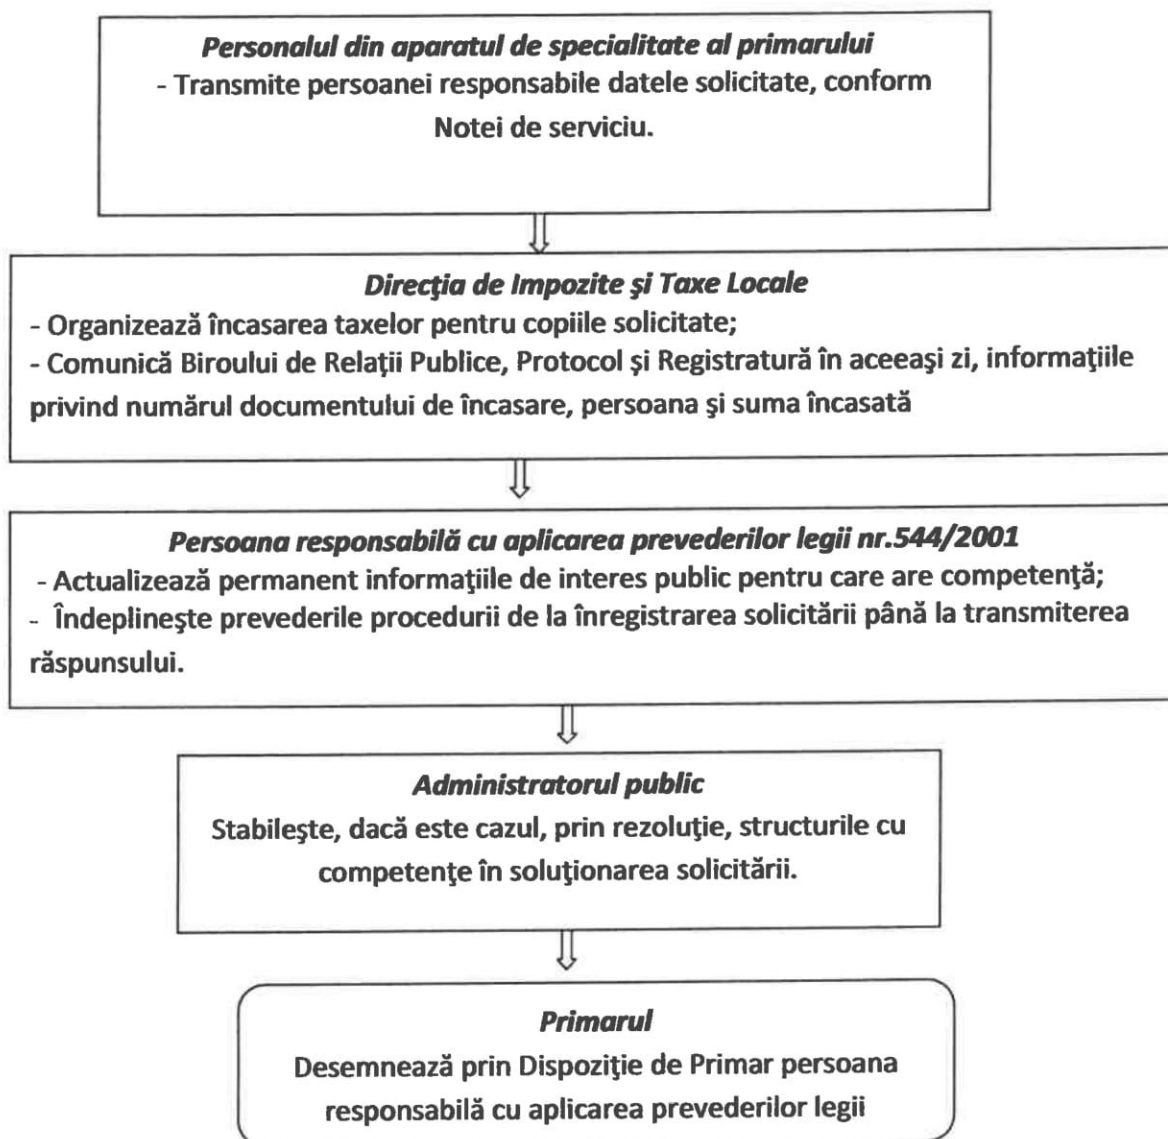 Personalul din aparatul de specialitate al primarului
- Transmite persoanei responsabile datele solicitate, conform
Notei de serviciu.
Direcţia de Impozite şi Taxe Locale
- Organizează încasarea taxelor pentru copiile solicitate;
- Comunică Biroului de Relaţii Publice, Protocol şi Registratură în aceeaşi zi, informaţiile
privind numărul documentului de încasare, persoana şi suma încasată
Persoana responsabilă cu aplicarea prevederilor legii nr.544/2001
- Actualizează permanent informaţiile de interes public pentru care are competenţă;
- Îndeplineşte prevederile procedurii de la înregistrarea solicitării până la transmiterea
răspunsului.
Administratorul public
Stabileşte, dacă este cazul, prin rezoluţie, structurile cu
competenţe în soluţionarea solicitării.
Primarul
Desemnează prin Dispoziţie de Primar persoana
responsabilă cu aplicarea prevederilor legii